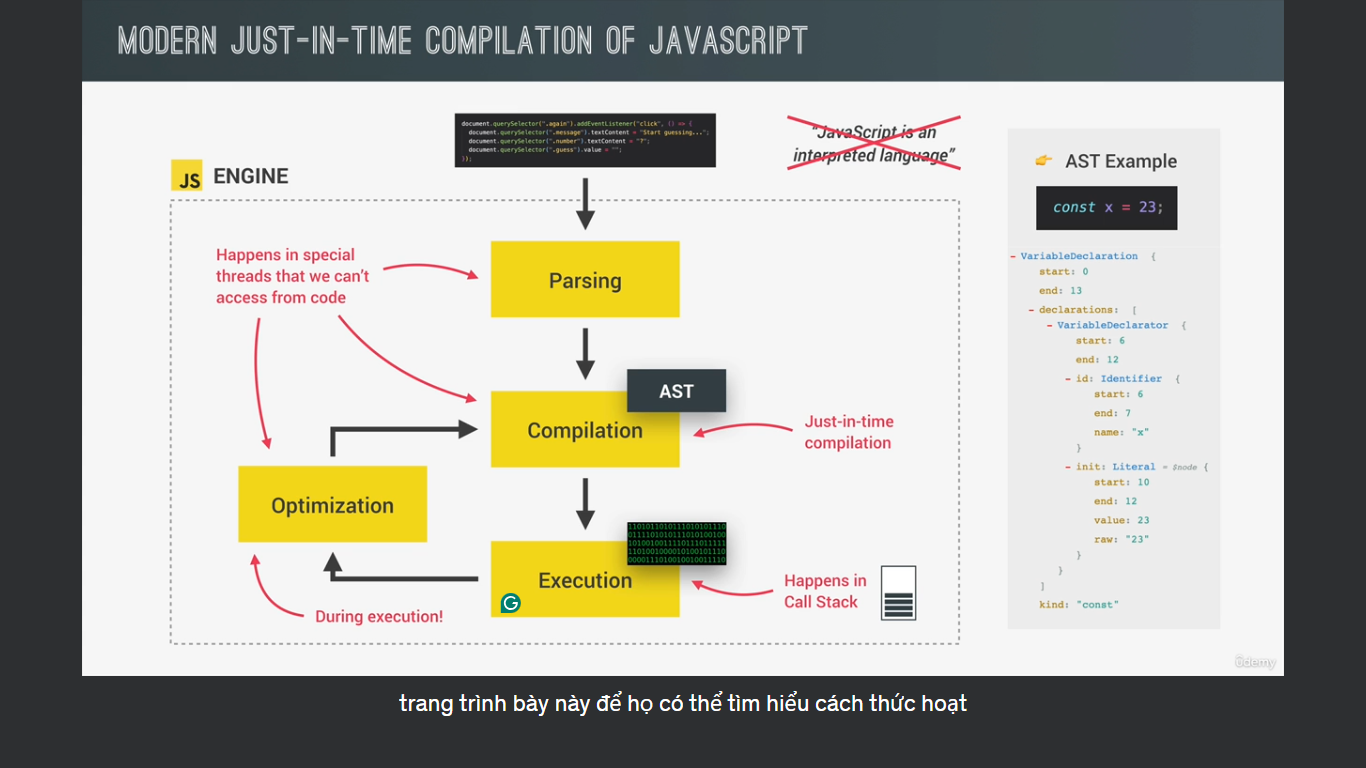 MODERN JUST-IN-TIME COMPILATION OF JAVASCRIPT
document.querySelector(".again").addEventListener("click", () => {
document.querySelector(".message").textContent = "Start guessing...";
document.querySelector(".number").textContent = "?";
document.querySelector(".guess").value = "";
});
“JavaScript is an
interpreted language”
JS ENGINE
Happens in special
threads that we can't
access from code
Parsing
AST
Compilation
Just-in-time
compilation
Optimization
1101011010111010101110
0111101010111010100100
1010010011110111011111
1101001000010100101110
0000111010010010011110
Execution
G
Happens in
Call Stack
During execution!
👉 AST Example
const x = 23;
- VariableDeclaration {
start: 0
end: 13
- declarations: [
- VariableDeclarator {
start: 6
end: 12
- id: Identifier {
start: 6
end: 7
name: "x"
}
- init: Literal = $node {
start: 10
end: 12
value: 23
raw: "23"
}
}
]
kind: "const"
ûdemy
trang trình bày này để họ có thể tìm hiểu cách thức hoạt